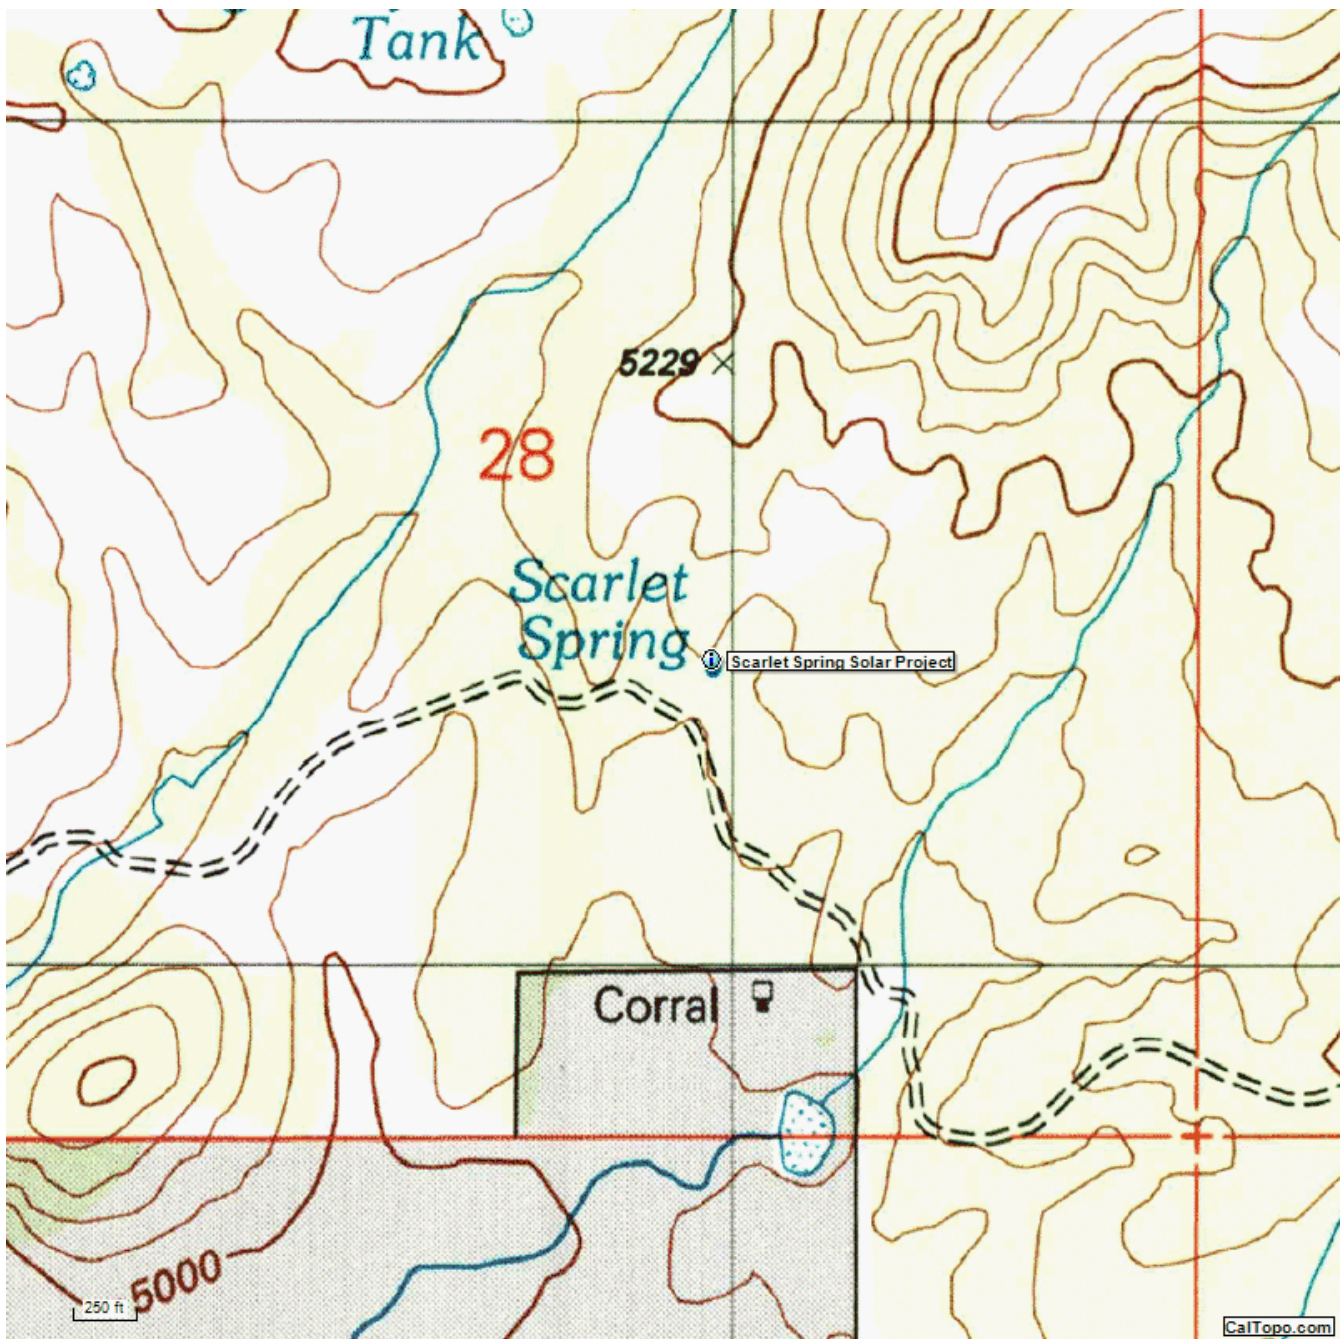 Tank
5229
28
Scarlet
Spring
Scarlet Spring Solar Project
Corral
5000
250 ft
CalTopo.com